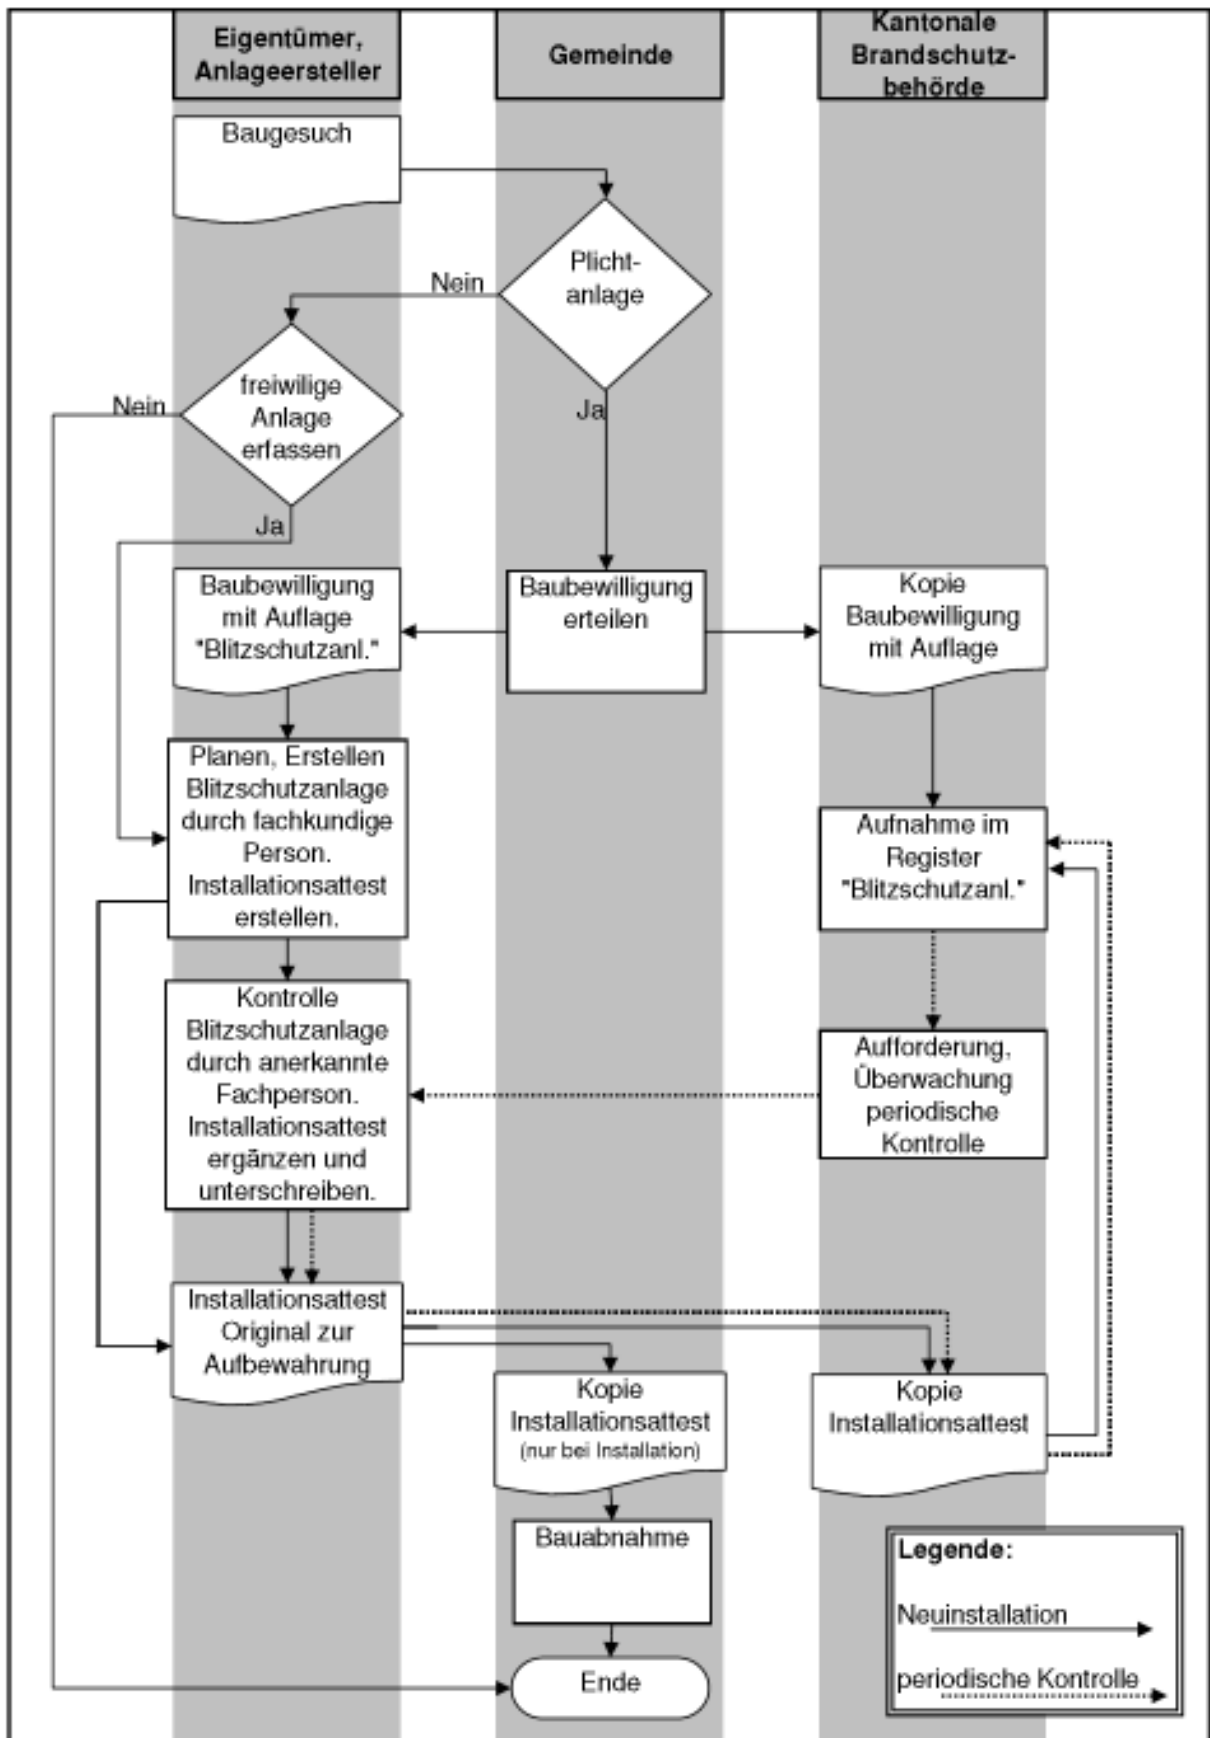 Eigentümer,
Anlageersteller
Gemeinde
Kantonale
Brandschutz-
behörde
Baugesuch
Plicht-
anlage
Nein
freiwilige
Anlage
erfassen
Nein
Ja
Ja
Baubewilligung
mit Auflage
"Blitzschutzanl."
Baubewilligung
erteilen
Kopie
Baubewilligung
mit Auflage
Planen, Erstellen
Blitzschutzanlage
durch fachkundige
Person.
Installationsattest
erstellen.
Aufnahme im
Register
"Blitzschutzanl."
Kontrolle
Blitzschutzanlage
durch anerkannte
Fachperson.
Installationsattest
ergänzen und
unterschreiben.
Aufforderung,
Überwachung
periodische
Kontrolle
Installationsattest
Original zur
Aufbewahrung
Kopie
Installationsattest
(nur bei Installation)
Kopie
Installationsattest
Bauabnahme
Ende
Legende:
Neuinstallation
periodische Kontrolle